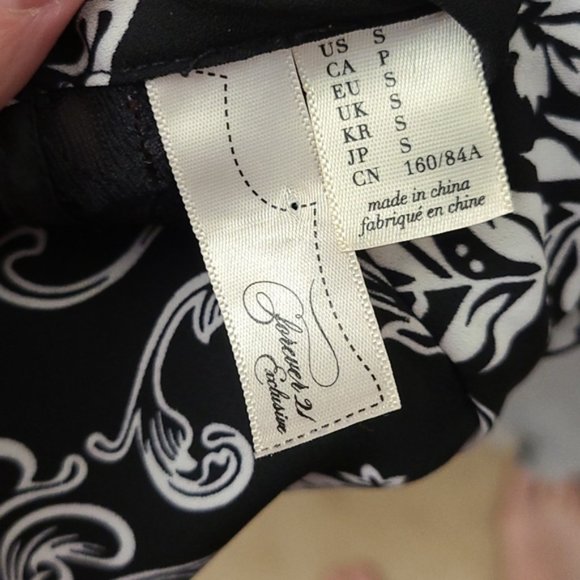 US S
CA P
EU S
UK S
KR S
JP S
CN 160/84A
made in china
fabriqué en chine
Forever 21
Exclusive